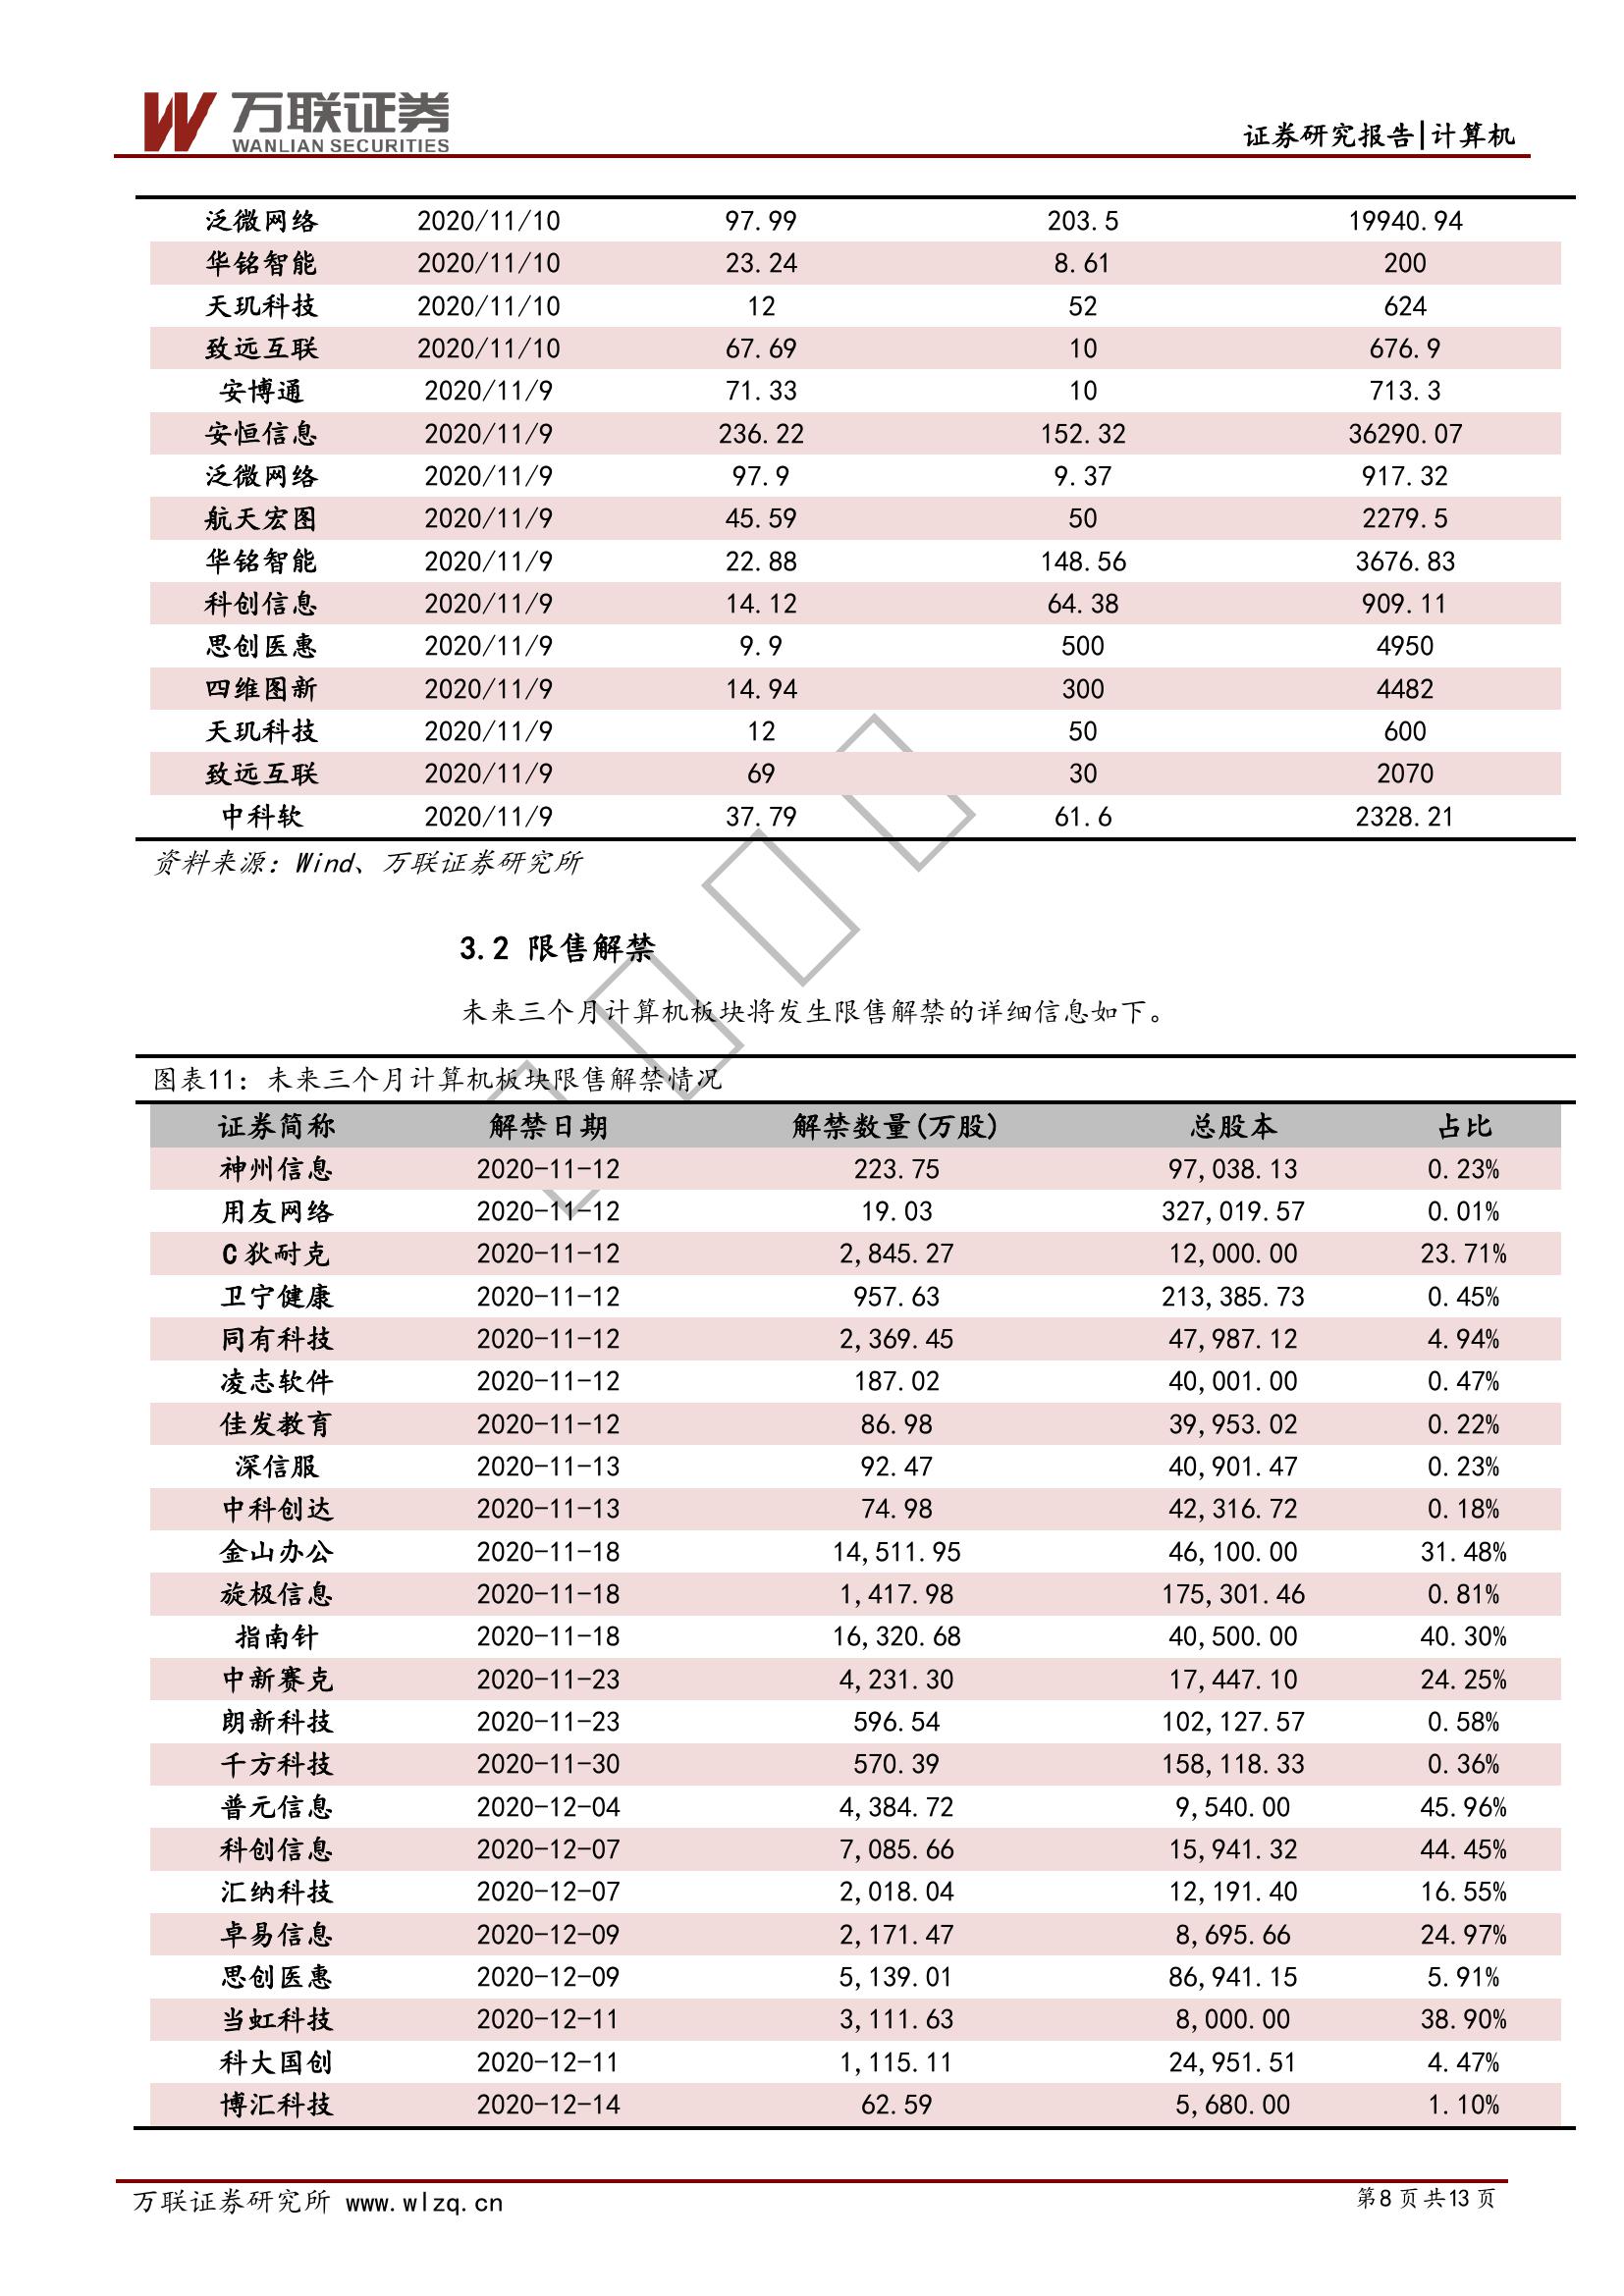 万联证券
WANLIAN SECURITIES
证券研究报告|计算机
泛微网络 2020/11/10 97.99 203.5 19940.94
华铭智能 2020/11/10 23.24 8.61 200
天玑科技 2020/11/10 12 52 624
致远互联 2020/11/10 67.69 10 676.9
安博通 2020/11/9 71.33 10 713.3
安恒信息 2020/11/9 236.22 152.32 36290.07
泛微网络 2020/11/9 97.9 9.37 917.32
航天宏图 2020/11/9 45.59 50 2279.5
华铭智能 2020/11/9 22.88 148.56 3676.83
科创信息 2020/11/9 14.12 64.38 909.11
思创医惠 2020/11/9 9.9 500 4950
四维图新 2020/11/9 14.94 300 4482
天玑科技 2020/11/9 12 50 600
致远互联 2020/11/9 69 30 2070
中科软 2020/11/9 37.79 61.6 2328.21
资料来源：Wind、万联证券研究所
3.2 限售解禁
未来三个月计算机板块将发生限售解禁的详细信息如下。
图表11：未来三个月计算机板块限售解禁情况
证券简称 解禁日期 解禁数量(万股) 总股本 占比
神州信息 2020-11-12 223.75 97,038.13 0.23%
用友网络 2020-11-12 19.03 327,019.57 0.01%
C狄耐克 2020-11-12 2,845.27 12,000.00 23.71%
卫宁健康 2020-11-12 957.63 213,385.73 0.45%
同有科技 2020-11-12 2,369.45 47,987.12 4.94%
凌志软件 2020-11-12 187.02 40,001.00 0.47%
佳发教育 2020-11-12 86.98 39,953.02 0.22%
深信服 2020-11-13 92.47 40,901.47 0.23%
中科创达 2020-11-13 74.98 42,316.72 0.18%
金山办公 2020-11-18 14,511.95 46,100.00 31.48%
旋极信息 2020-11-18 1,417.98 175,301.46 0.81%
指南针 2020-11-18 16,320.68 40,500.00 40.30%
中新赛克 2020-11-23 4,231.30 17,447.10 24.25%
朗新科技 2020-11-23 596.54 102,127.57 0.58%
千方科技 2020-11-30 570.39 158,118.33 0.36%
普元信息 2020-12-04 4,384.72 9,540.00 45.96%
科创信息 2020-12-07 7,085.66 15,941.32 44.45%
汇纳科技 2020-12-07 2,018.04 12,191.40 16.55%
卓易信息 2020-12-09 2,171.47 8,695.66 24.97%
思创医惠 2020-12-09 5,139.01 86,941.15 5.91%
当虹科技 2020-12-11 3,111.63 8,000.00 38.90%
科大国创 2020-12-11 1,115.11 24,951.51 4.47%
博汇科技 2020-12-14 62.59 5,680.00 1.10%
万联证券研究所 www.wlzq.cn
第8页共13页